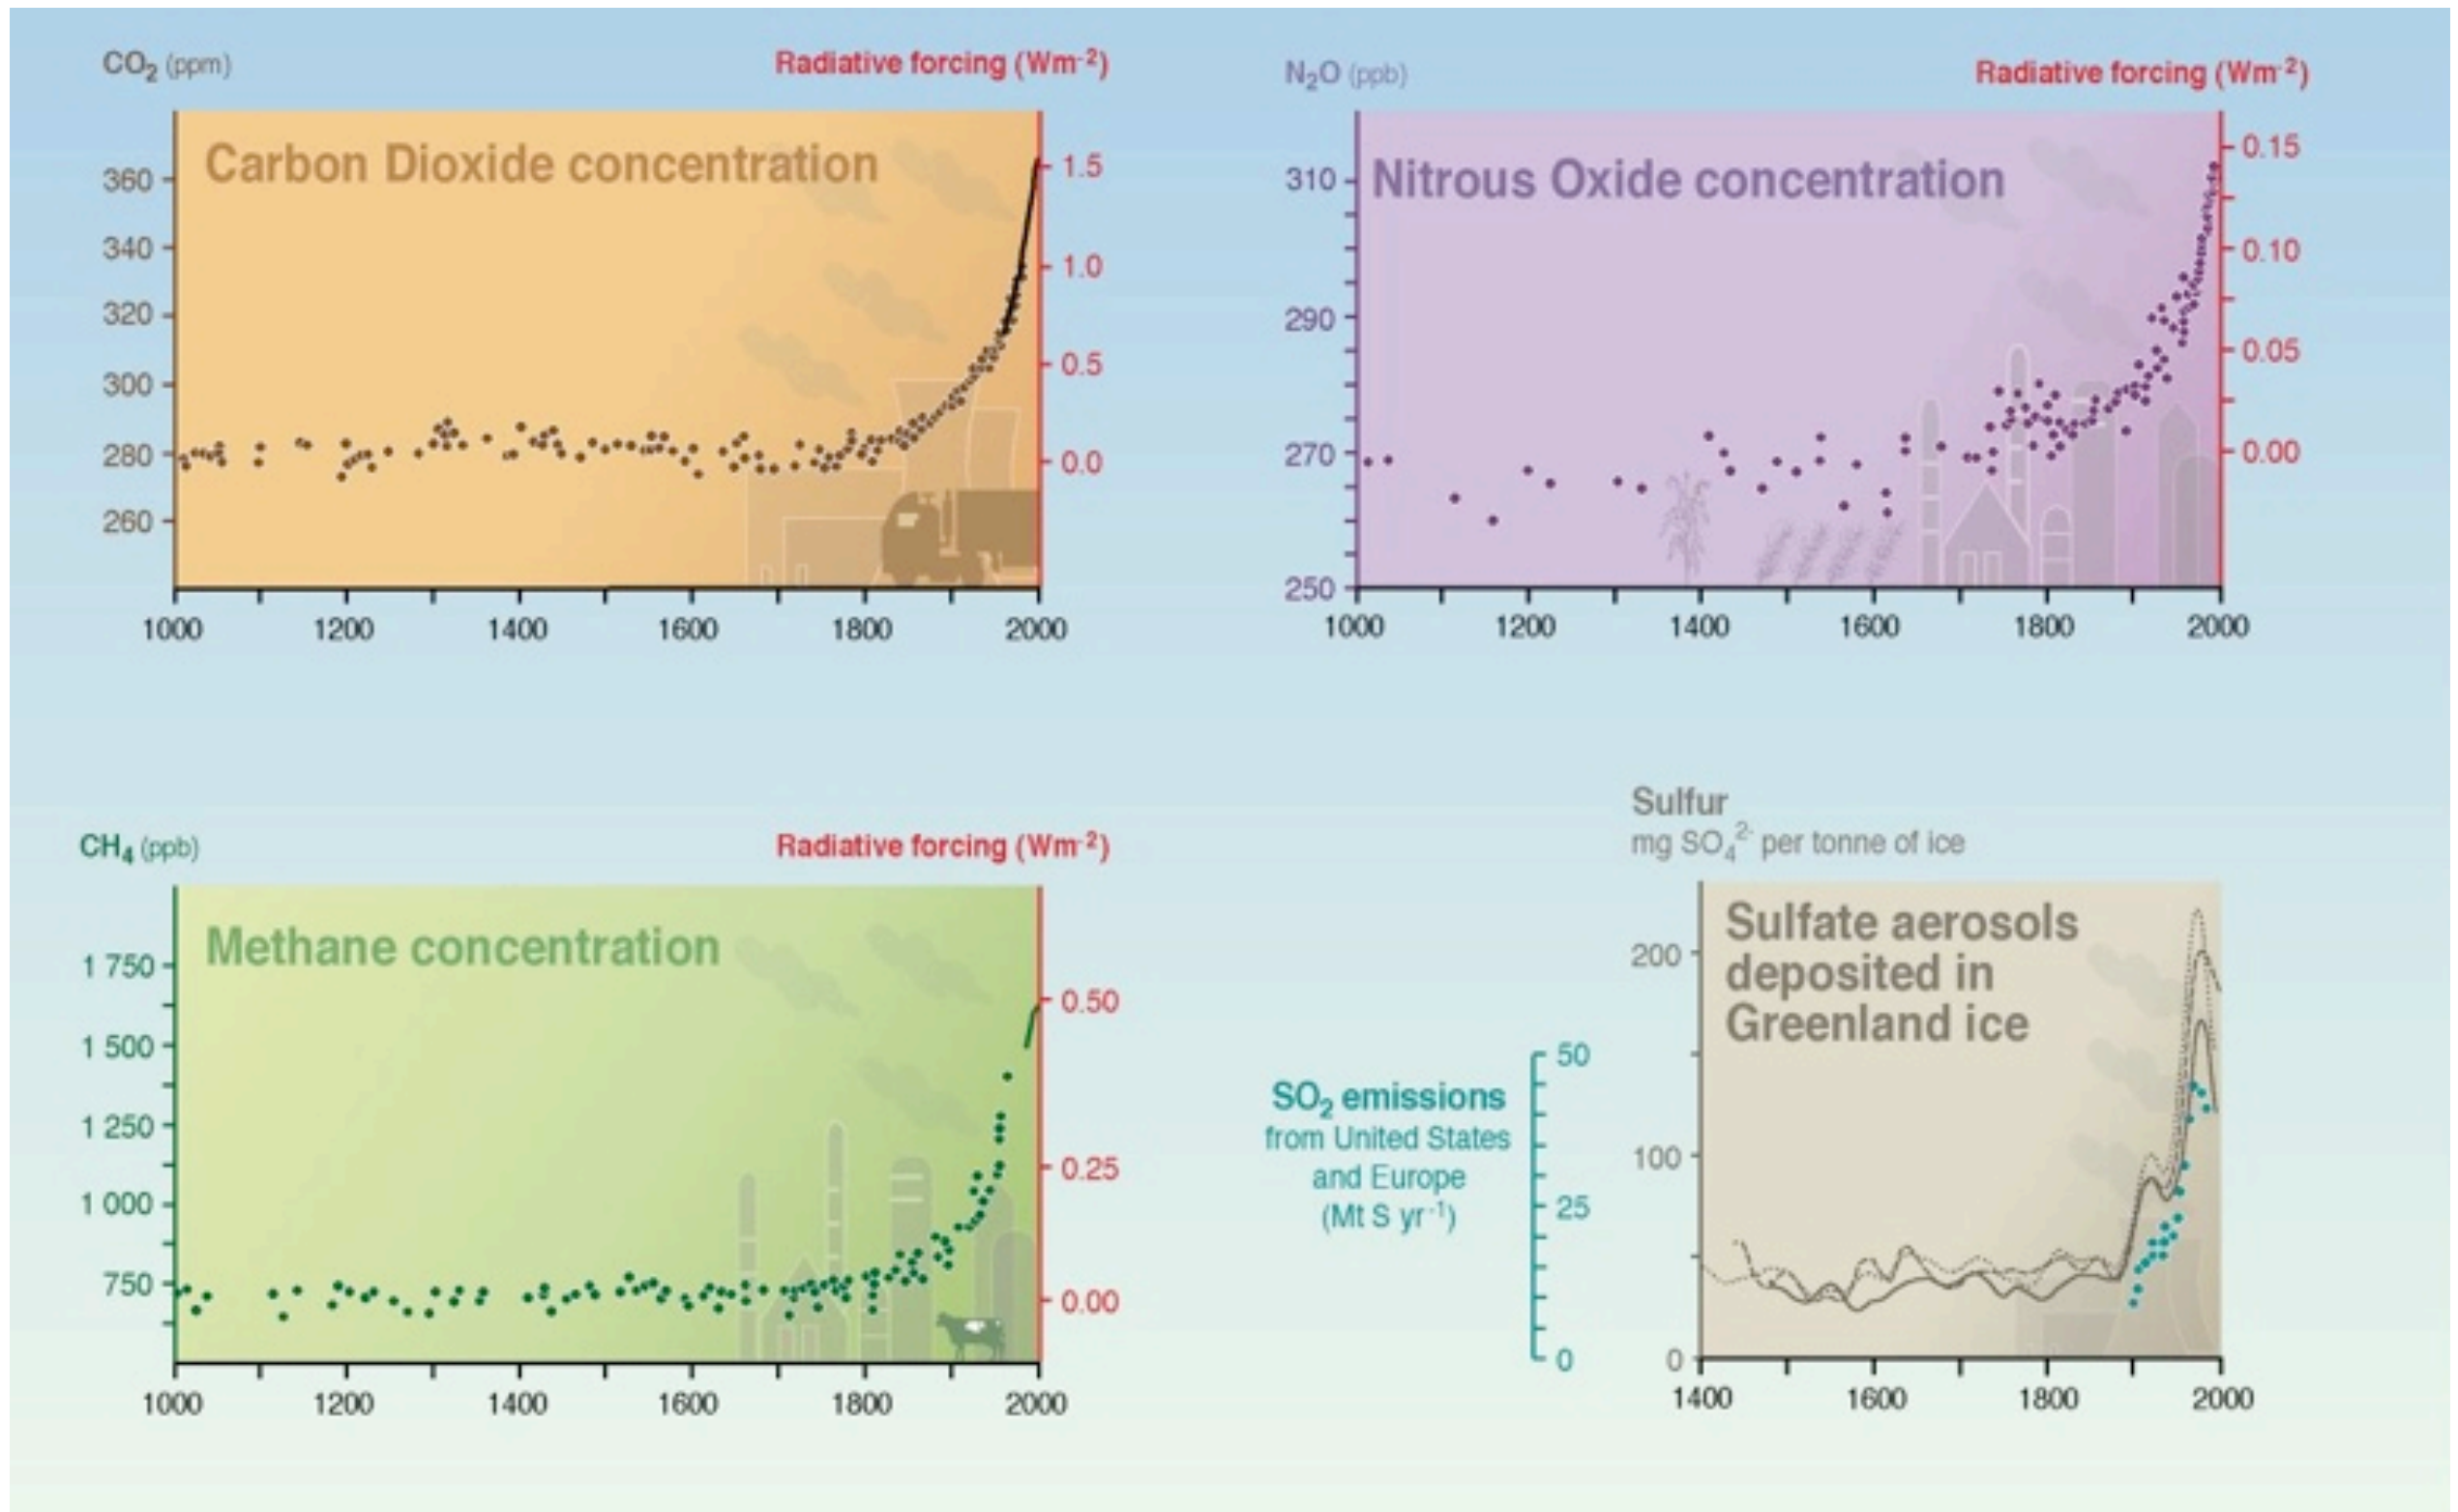 CO₂ (ppm)
Radiative forcing (Wm⁻²)
Carbon Dioxide concentration
360
340
320
300
280
260
1.5
1.0
0.5
0.0
1000 1200 1400 1600 1800 2000
N₂O (ppb)
Radiative forcing (Wm⁻²)
Nitrous Oxide concentration
310
290
270
250
0.15
0.10
0.05
0.00
1000 1200 1400 1600 1800 2000
CH₄ (ppb)
Radiative forcing (Wm⁻²)
Methane concentration
1 750
1 500
1 250
1 000
750
0.50
0.25
0.00
1000 1200 1400 1600 1800 2000
SO₂ emissions
from United States
and Europe
(Mt S yr⁻¹)
50
25
0
Sulfur
mg SO₄²⁻ per tonne of ice
Sulfate aerosols
deposited in
Greenland ice
200
100
0
1400 1600 1800 2000